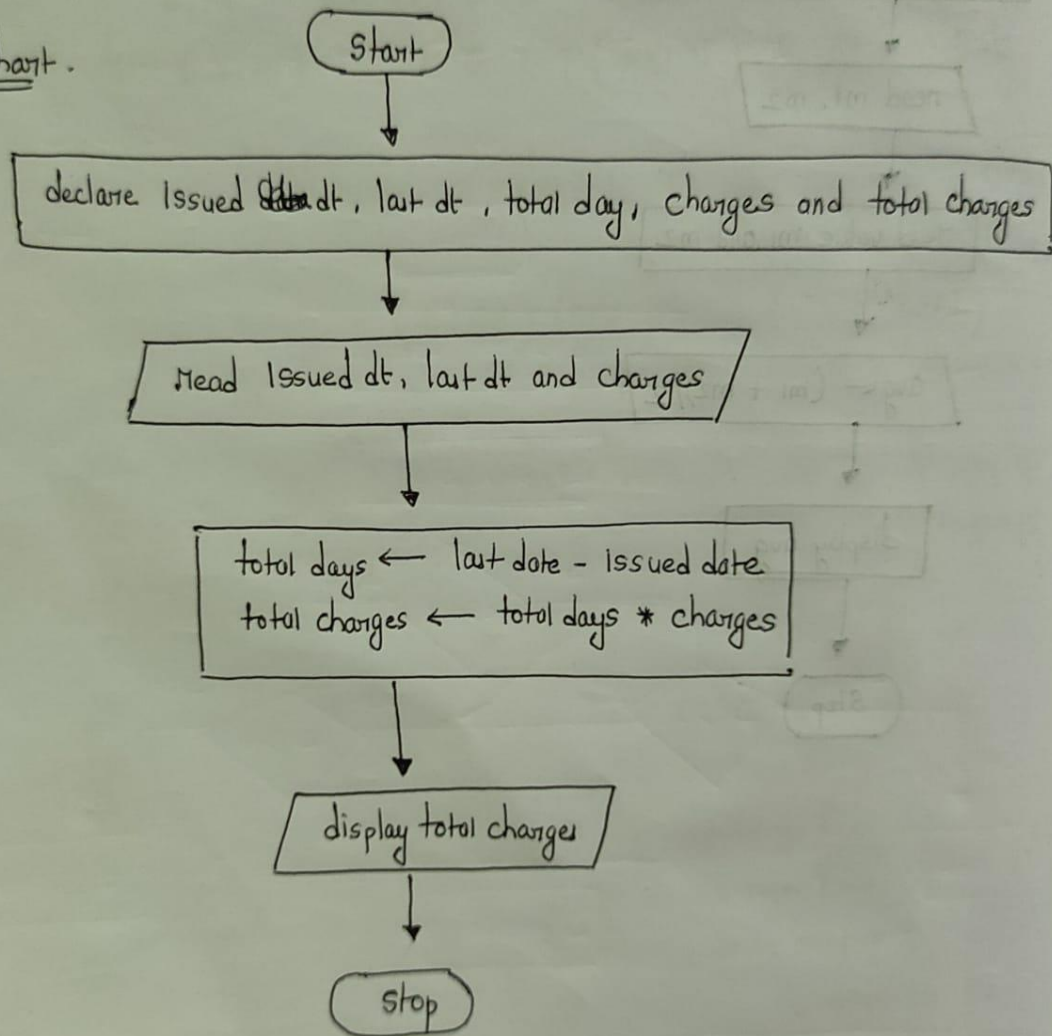 Start
declare Issued dt, last dt, total day, charges and total charges
read Issued dt, last dt and charges
total days ← last date - issued date
total charges ← total days * charges
display total charges
Stop